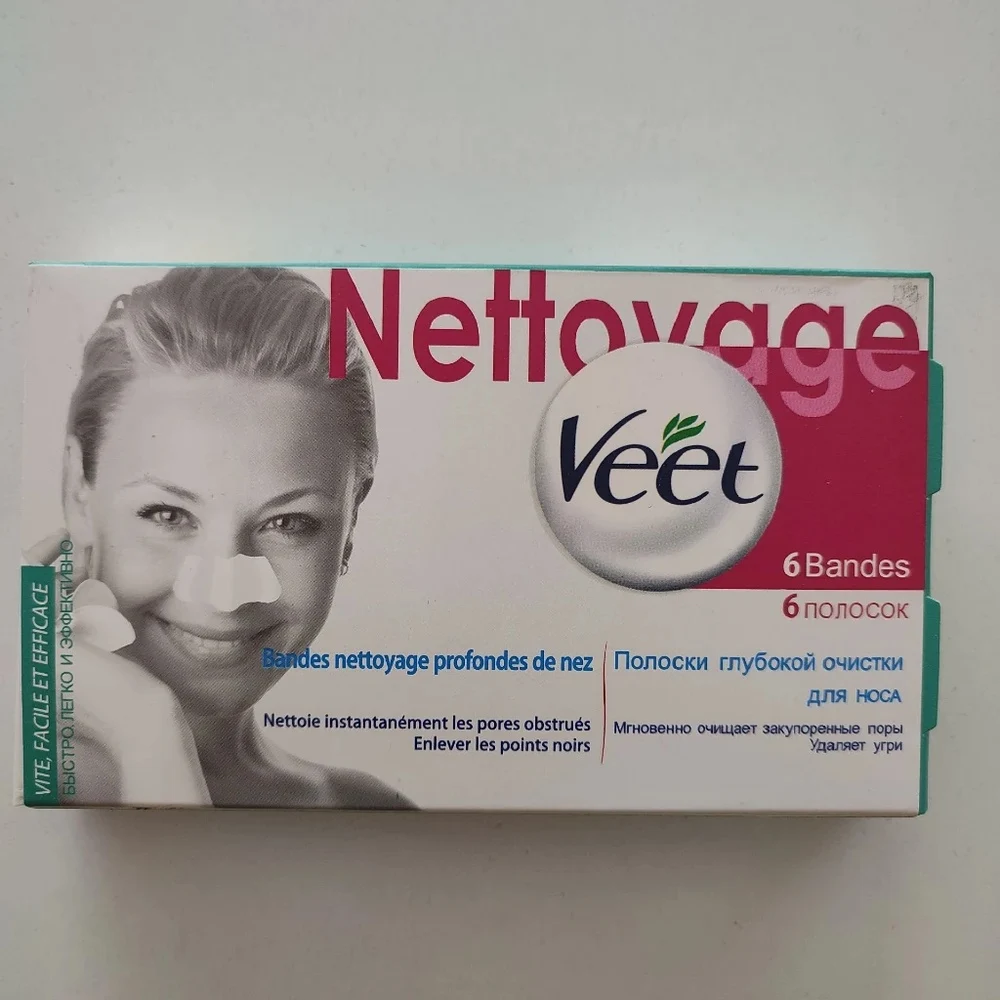 Nettoyage
Veet
6 Bandes
6 ПОЛОСОК
Bandes nettoyage profondes de nez
Nettoie instantanément les pores obstrués
Enlever les points noirs
Полоски глубокой очистки
для носа
Мгновенно очищает закупоренные поры
Удаляет угри
VITE, FACILE ET EFFICACE
БЫСТРО, ЛЕГКО И ЭФФЕКТИВНО